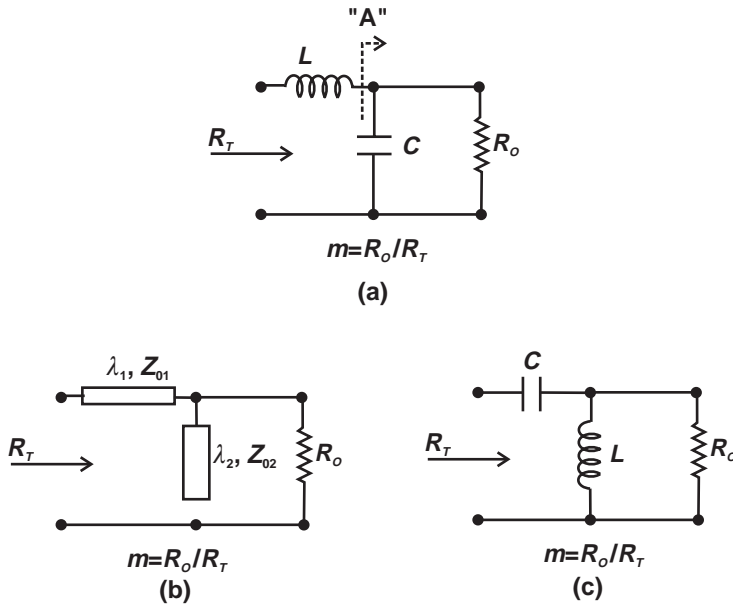 "A"
L
R_T
C
R_O
m=R_O/R_T
(a)
λ_1, Z_01
R_T
λ_2, Z_02
R_O
m=R_O/R_T
(b)
C
R_T
L
R_O
m=R_O/R_T
(c)